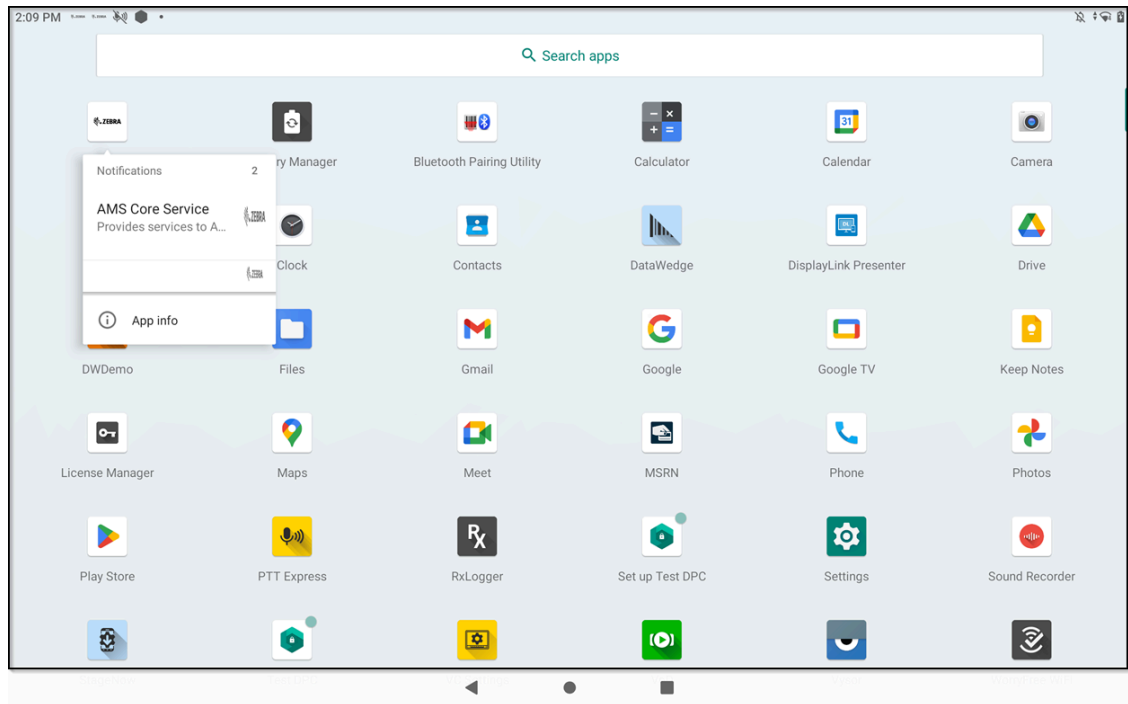 2:09 PM
Search apps
ZEBRA
31
ry Manager
Bluetooth Pairing Utility
Calculator
Calendar
Camera
Notifications
2
AMS Core Service
ZEBRA
Provides services to A...
ZEBRA
App info
Clock
Contacts
DataWedge
DisplayLink Presenter
Drive
DWDemo
Files
Gmail
Google
Google TV
Keep Notes
License Manager
Maps
Meet
MSRN
Phone
Photos
Play Store
PTT Express
RxLogger
Set up Test DPC
Settings
Sound Recorder